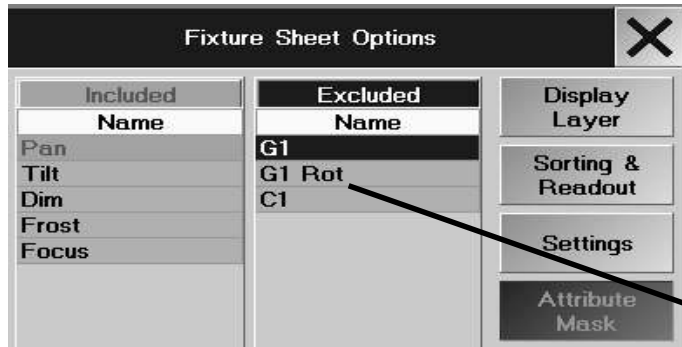 Fixture Sheet Options
Included
Name
Pan
Tilt
Dim
Frost
Focus
Excluded
Name
G1
G1 Rot
C1
Display
Layer
Sorting &
Readout
Settings
Attribute
Mask